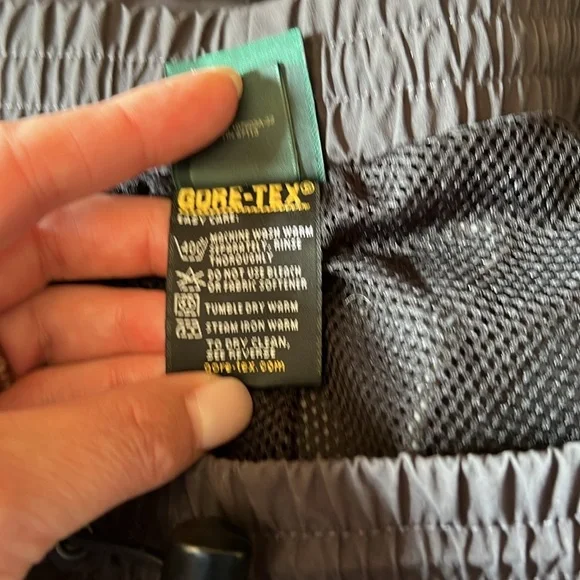 GORE-TEX®
EASY CARE:
MACHINE WASH WARM
SEPARATELY, RINSE
THOROUGHLY
DO NOT USE BLEACH
OR FABRIC SOFTENER
TUMBLE DRY WARM
STEAM IRON WARM
TO DRY CLEAN,
SEE REVERSE
gore-tex.com